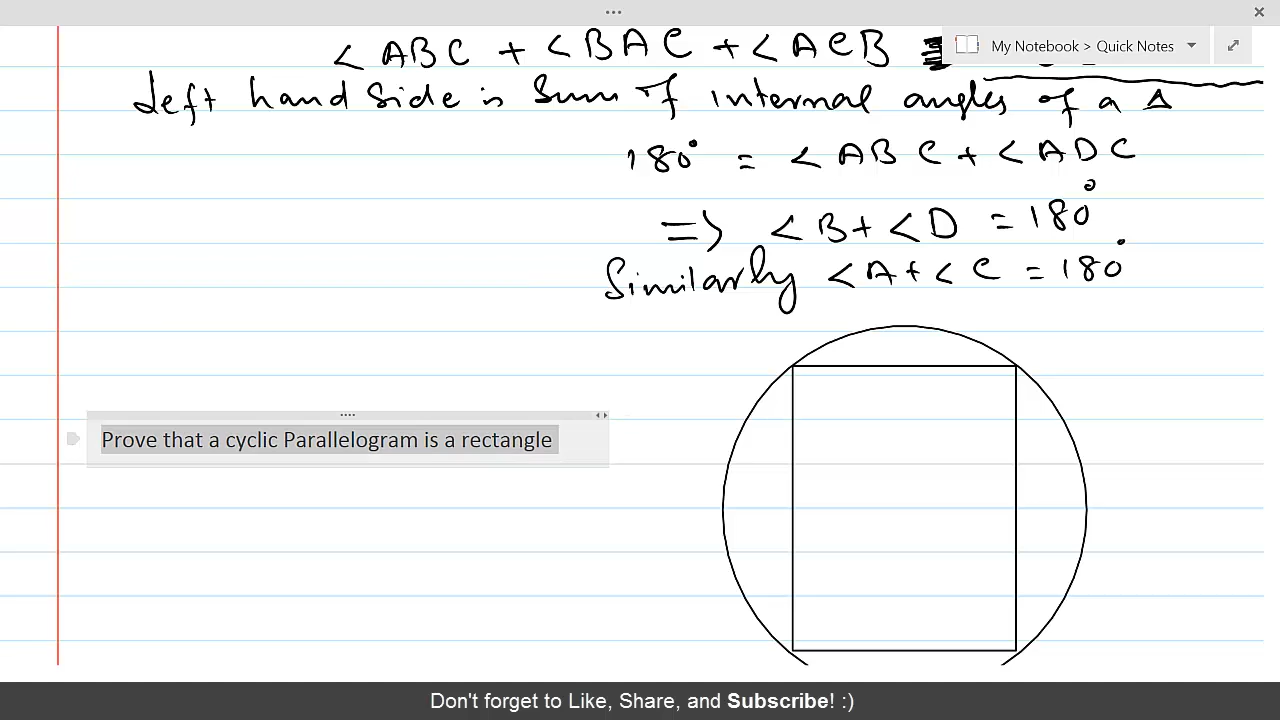 My Notebook > Quick Notes
< ABC + < BAC + < ACB
Left hand side is Sum of internal angles of a Δ
180° = < ABC + < ADC
=> < B + < D = 180°
Similarly < A + < C = 180°
Prove that a cyclic Parallelogram is a rectangle
Don't forget to Like, Share, and Subscribe! :)